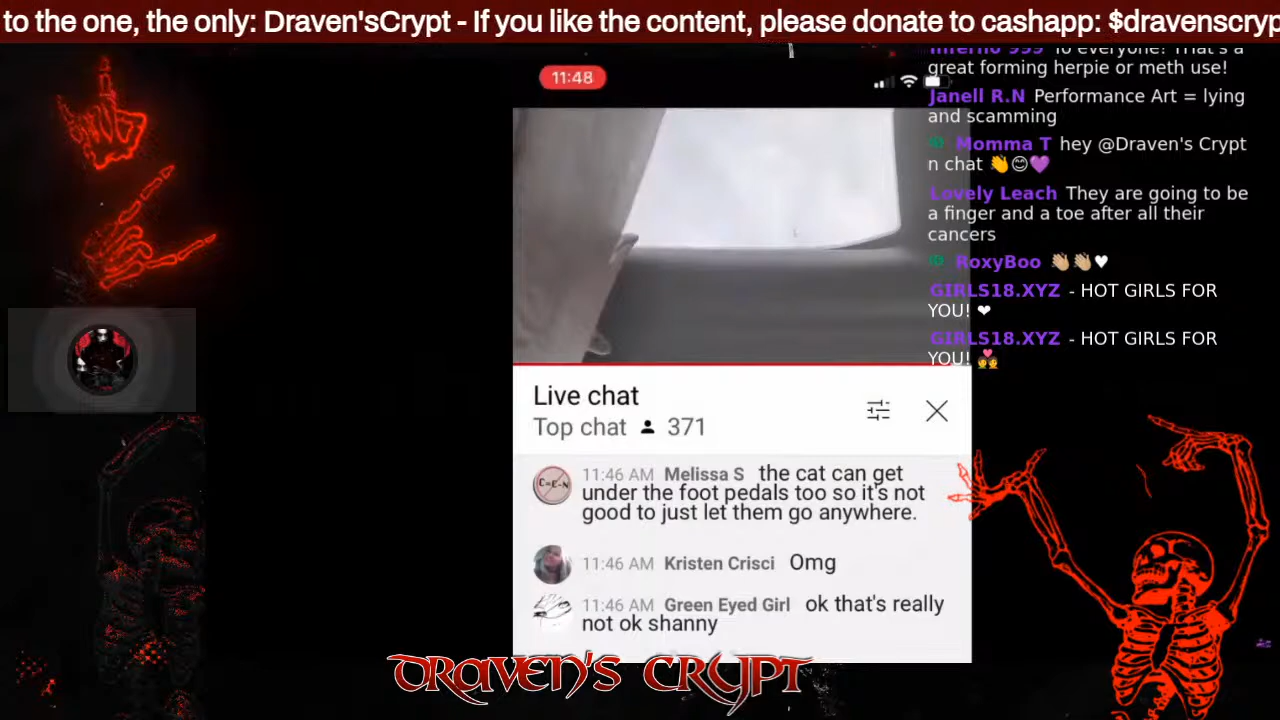 to the one, the only: Draven'sCrypt - If you like the content, please donate to cashapp: $dravenscryp
11:48
great forming herpie or meth use!
Janell R.N Performance Art = lying
and scamming
Momma T hey @Draven's Crypt
n chat 👏😊💜
Lovely Leach They are going to be
a finger and a toe after all their
cancers
RoxyBoo 👏🏼👏🏼♥
GIRLS18.XYZ - HOT GIRLS FOR
YOU! ❤
GIRLS18.XYZ - HOT GIRLS FOR
YOU! 💑
Live chat
Top chat 371
11:46 AM Melissa S the cat can get
under the foot pedals too so it's not
good to just let them go anywhere.
11:46 AM Kristen Crisci Omg
11:46 AM Green Eyed Girl ok that's really
not ok shanny
DRAVEN'S CRYPT